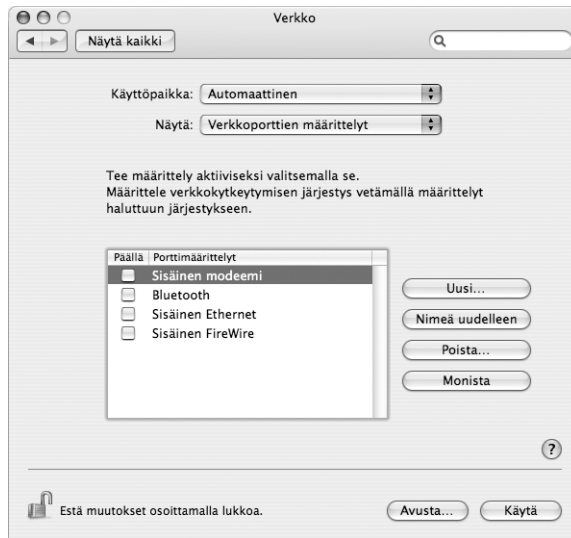 Verkko
Näytä kaikki
Käyttöpaikka: Automaattinen
Näytä: Verkkoporttien määrittelyt
Tee määrittely aktiiviseksi valitsemalla se.
Määrittele verkkokytkeytymisen järjestys vetämällä määrittelyt
haluttuun järjestykseen.
Päällä Porttimäärittelyt
Sisäinen modeemi
Bluetooth
Sisäinen Ethernet
Sisäinen FireWire
Uusi...
Nimeä uudelleen
Poista...
Monista
?
Estä muutokset osoittamalla lukkoa.
Avusta... Käytä